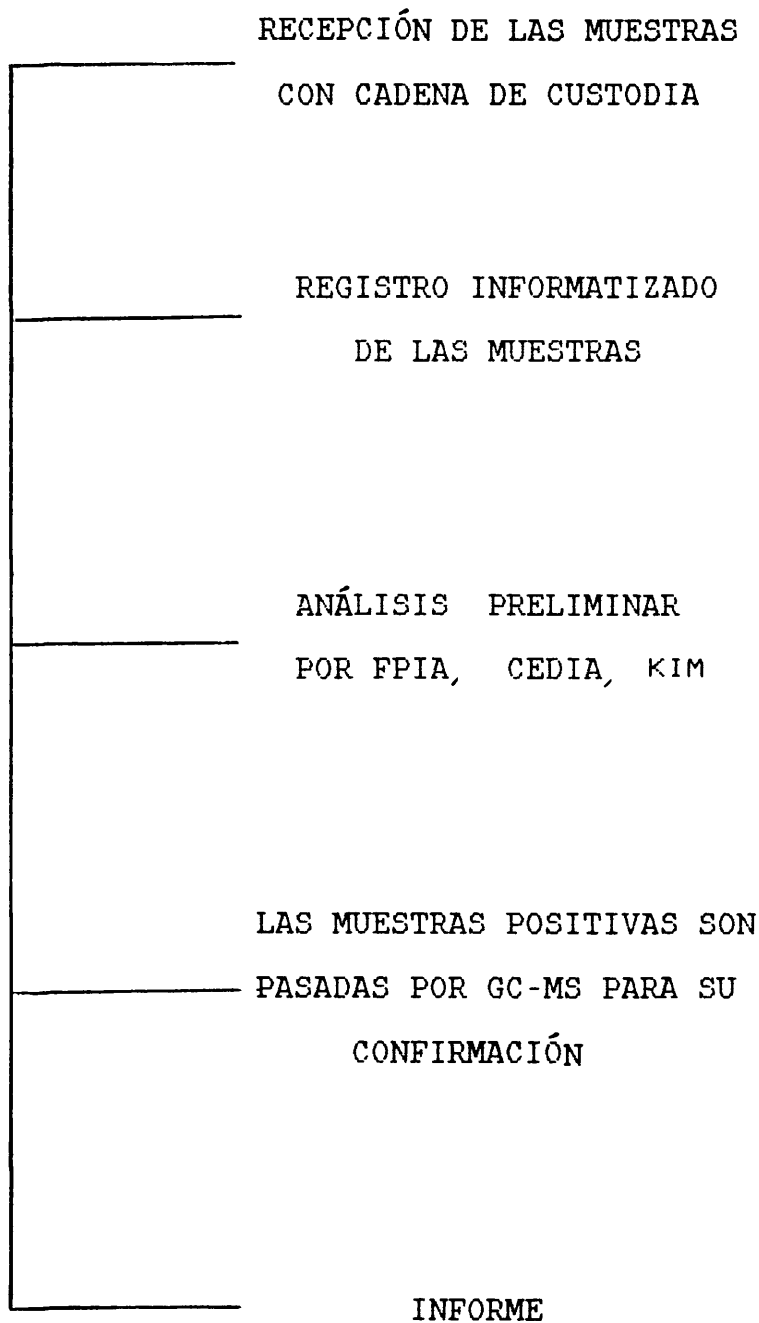 RECEPCIÓN DE LAS MUESTRAS
CON CADENA DE CUSTODIA
REGISTRO INFORMATIZADO
DE LAS MUESTRAS
ANÁLISIS PRELIMINAR
POR FPIA, CEDIA, KIM
LAS MUESTRAS POSITIVAS SON
PASADAS POR GC-MS PARA SU
CONFIRMACIÓN
INFORME